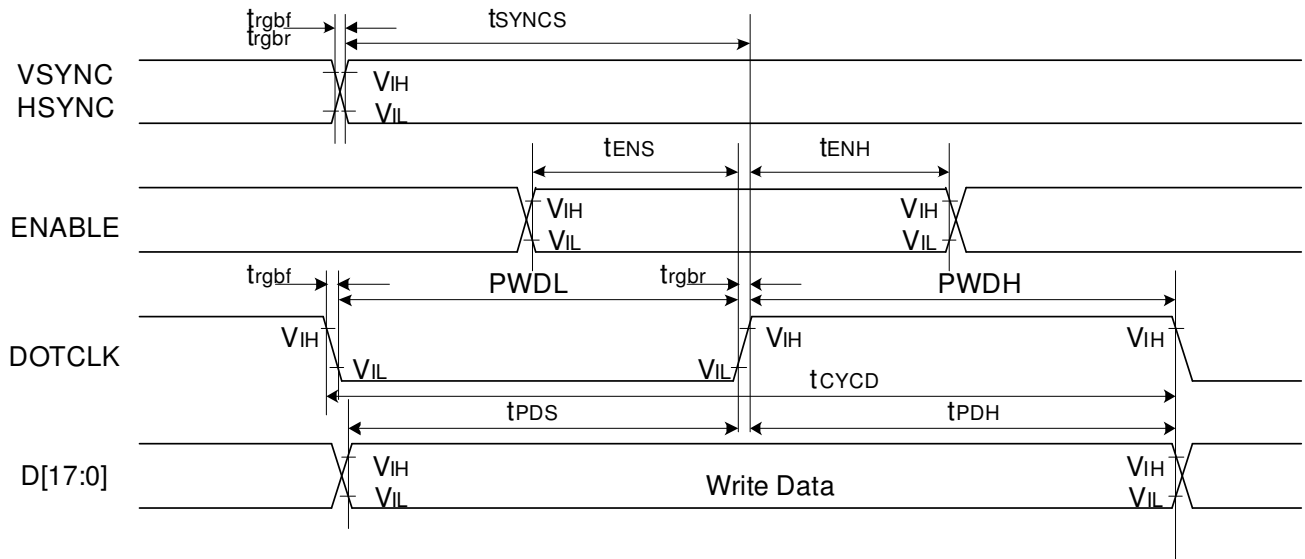 trgbf
trgbr
tSYNCS
VSYNC
HSYNC
VIH
VIL
tENS
tENH
ENABLE
VIH
VIL
VIH
VIL
trgbf
PWDL
trgbr
PWDH
DOTCLK
VIH
VIL
VIL
VIH
VIH
tCYCD
tPDS
tPDH
D[17:0]
VIH
VIL
Write Data
VIH
VIL